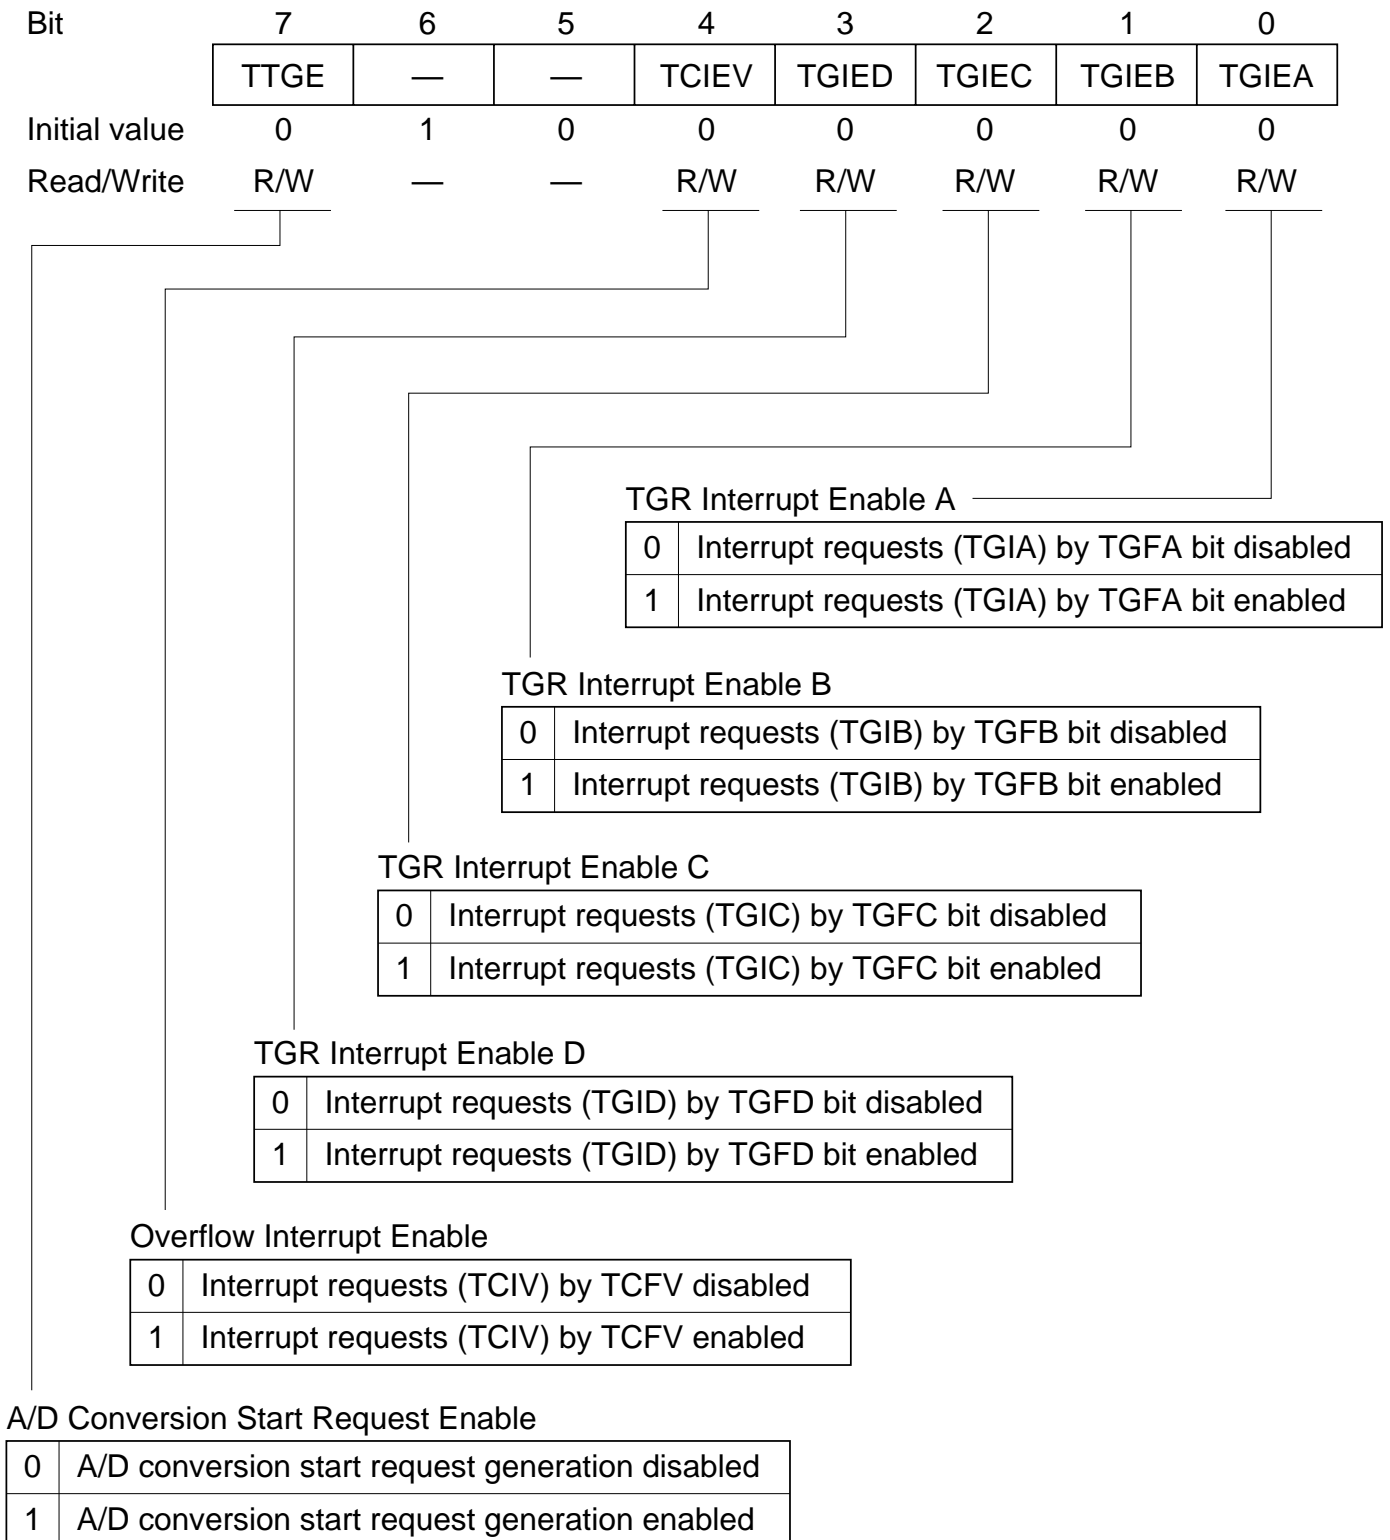 Bit 7 6 5 4 3 2 1 0
TTGE — — TCIEV TGIED TGIEC TGIEB TGIEA
Initial value 0 1 0 0 0 0 0 0
Read/Write R/W — — R/W R/W R/W R/W R/W
TGR Interrupt Enable A
0 Interrupt requests (TGIA) by TGFA bit disabled
1 Interrupt requests (TGIA) by TGFA bit enabled
TGR Interrupt Enable B
0 Interrupt requests (TGIB) by TGFB bit disabled
1 Interrupt requests (TGIB) by TGFB bit enabled
TGR Interrupt Enable C
0 Interrupt requests (TGIC) by TGFC bit disabled
1 Interrupt requests (TGIC) by TGFC bit enabled
TGR Interrupt Enable D
0 Interrupt requests (TGID) by TGFD bit disabled
1 Interrupt requests (TGID) by TGFD bit enabled
Overflow Interrupt Enable
0 Interrupt requests (TCIV) by TCFV disabled
1 Interrupt requests (TCIV) by TCFV enabled
A/D Conversion Start Request Enable
0 A/D conversion start request generation disabled
1 A/D conversion start request generation enabled